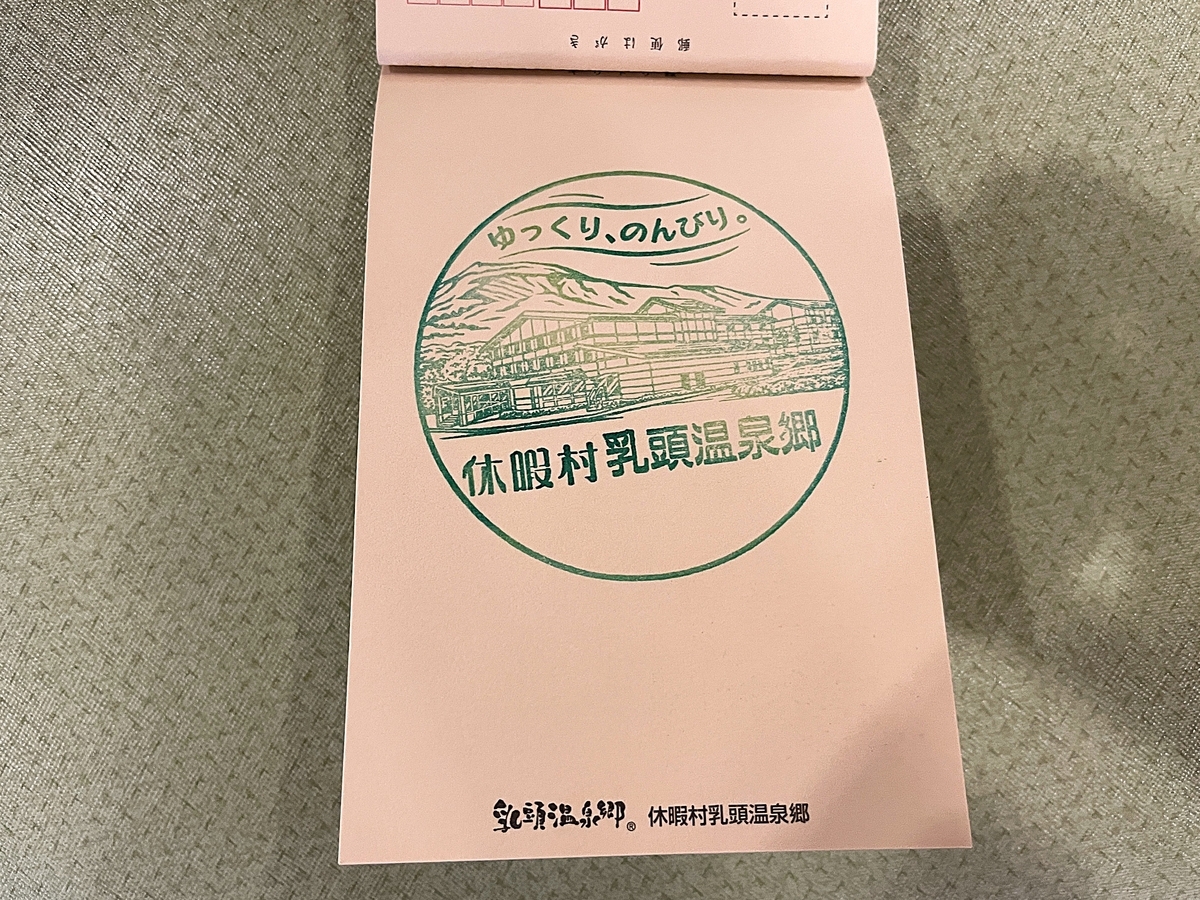 郵便はがき
ゆっくり、のんびり。
休暇村乳頭温泉郷
乳頭温泉郷® 休暇村乳頭温泉郷